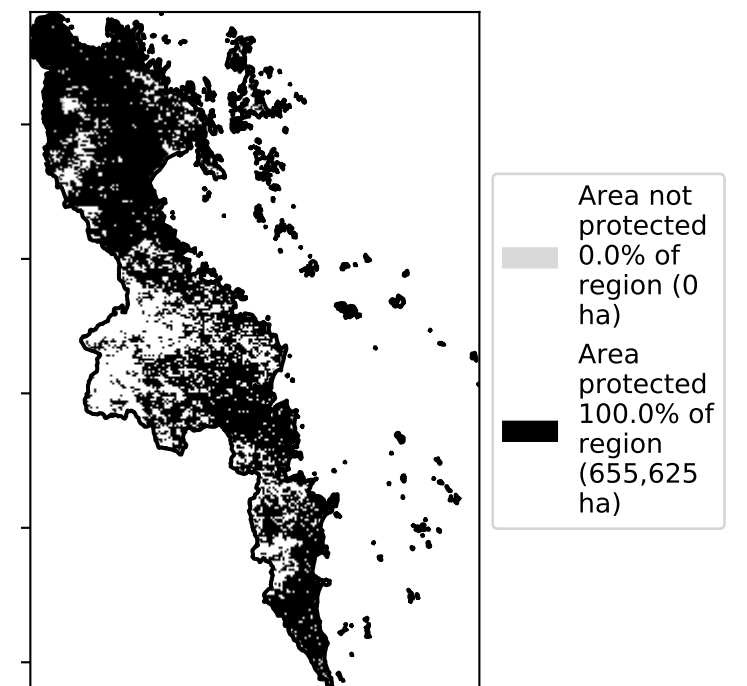 Area not
protected
0.0% of
region (0
ha)
Area
protected
100.0% of
region
(655,625
ha)